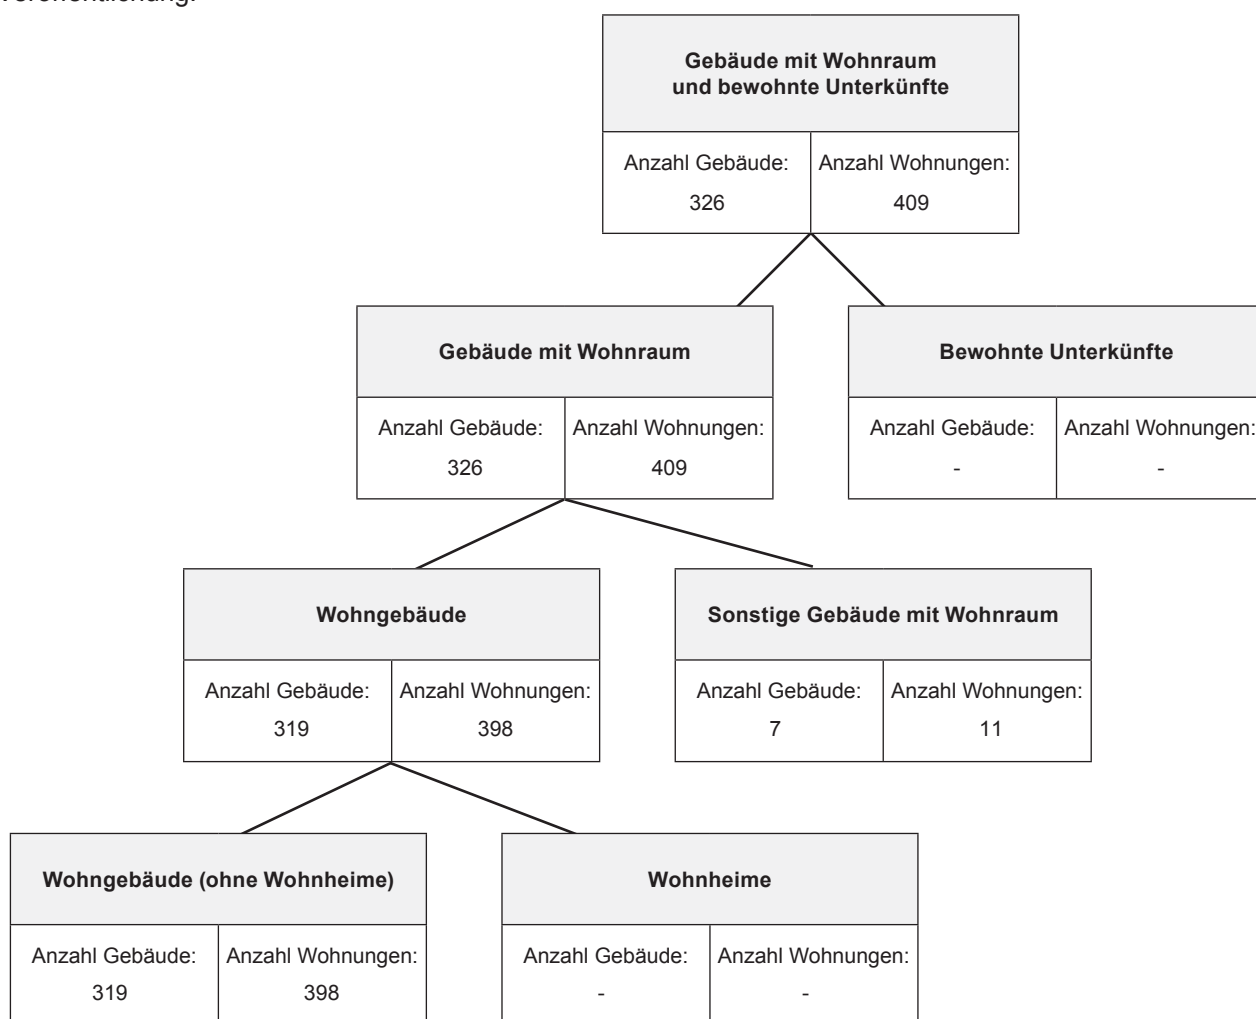 Veröffentlichung.
Gebäude mit Wohnraum
und bewohnte Unterkünfte
Anzahl Gebäude:
326
Anzahl Wohnungen:
409
Gebäude mit Wohnraum
Anzahl Gebäude:
326
Anzahl Wohnungen:
409
Bewohnte Unterkünfte
Anzahl Gebäude:
-
Anzahl Wohnungen:
-
Wohngebäude
Anzahl Gebäude:
319
Anzahl Wohnungen:
398
Sonstige Gebäude mit Wohnraum
Anzahl Gebäude:
7
Anzahl Wohnungen:
11
Wohngebäude (ohne Wohnheime)
Anzahl Gebäude:
319
Anzahl Wohnungen:
398
Wohnheime
Anzahl Gebäude:
-
Anzahl Wohnungen:
-